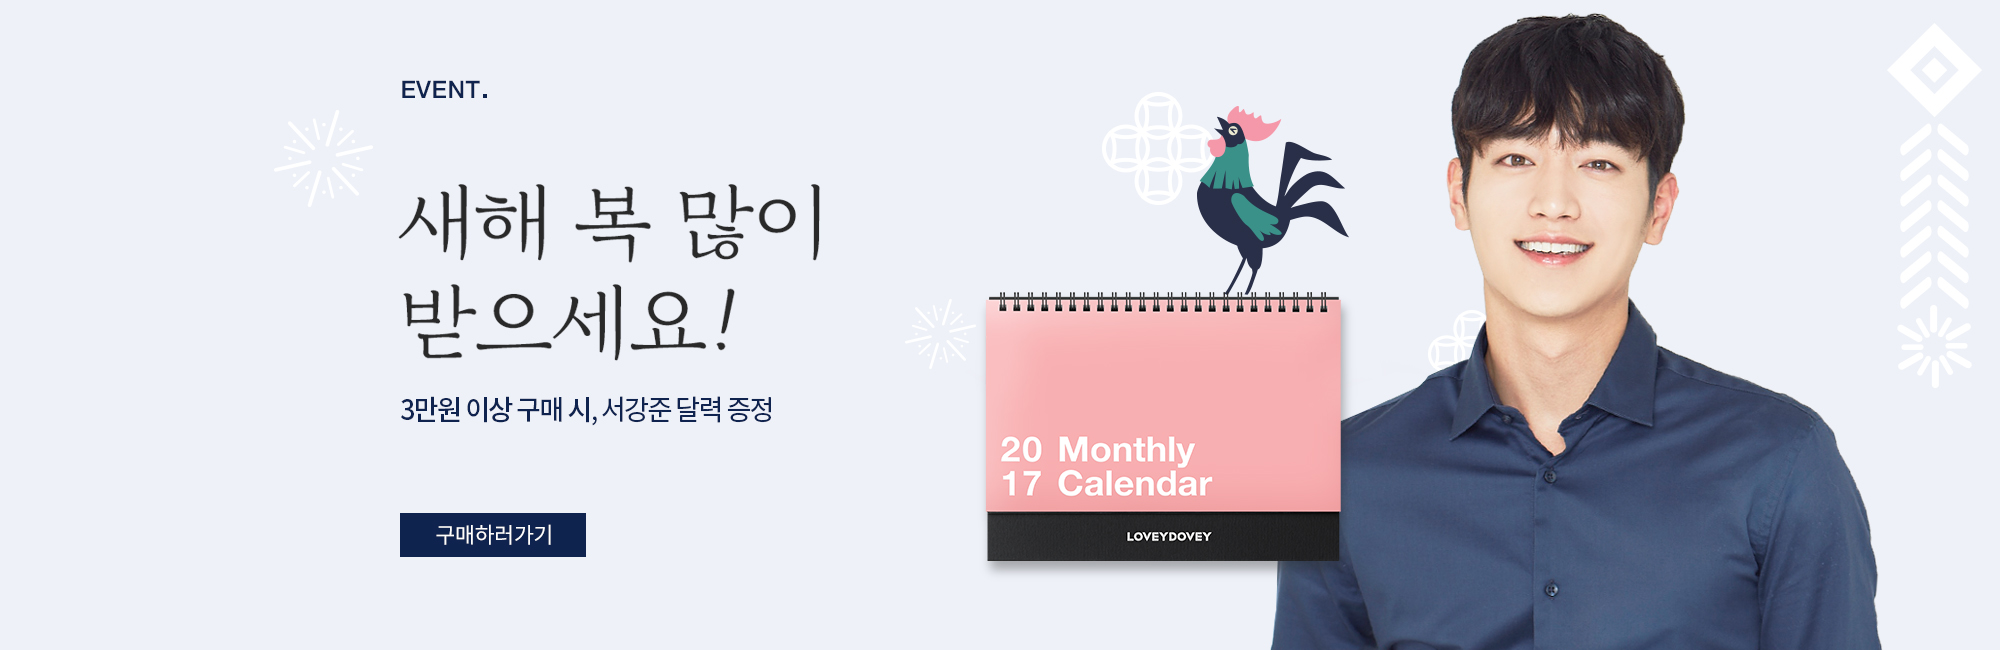 EVENT.
새해 복 많이
받으세요!
3만원 이상 구매 시, 서강준 달력 증정
구매하러가기
20 Monthly
17 Calendar
LOVEYDOVEY